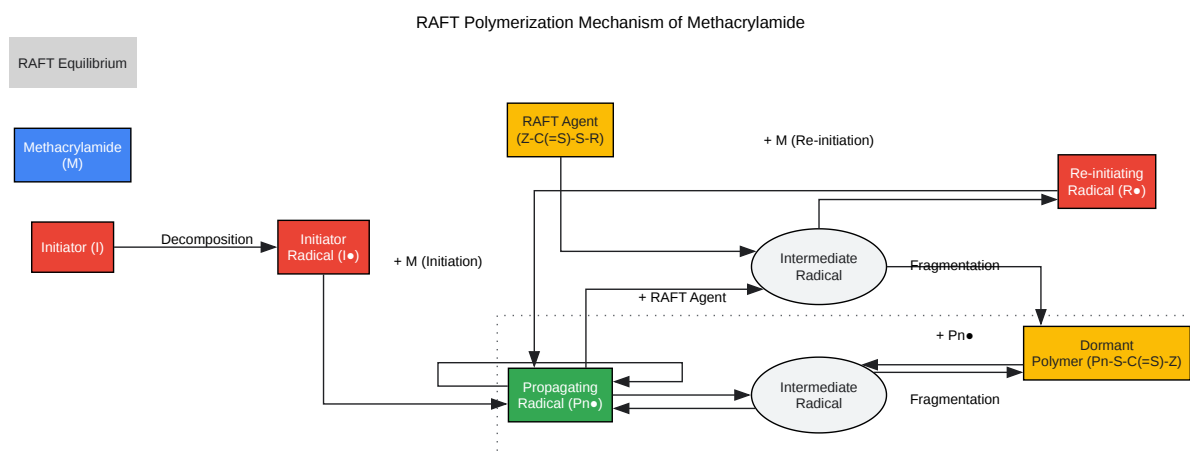 RAFT Polymerization Mechanism of Methacrylamide
RAFT Equilibrium
Methacrylamide
(M)
Initiator (I)
Decomposition
Initiator
Radical (I●)
+ M (Initiation)
RAFT Agent
(Z-C(=S)-S-R)
+ M (Re-initiation)
Re-initiating
Radical (R●)
Intermediate
Radical
Fragmentation
+ RAFT Agent
+ Pn●
Dormant
Polymer (Pn-S-C(=S)-Z)
Propagating
Radical (Pn●)
Intermediate
Radical
Fragmentation